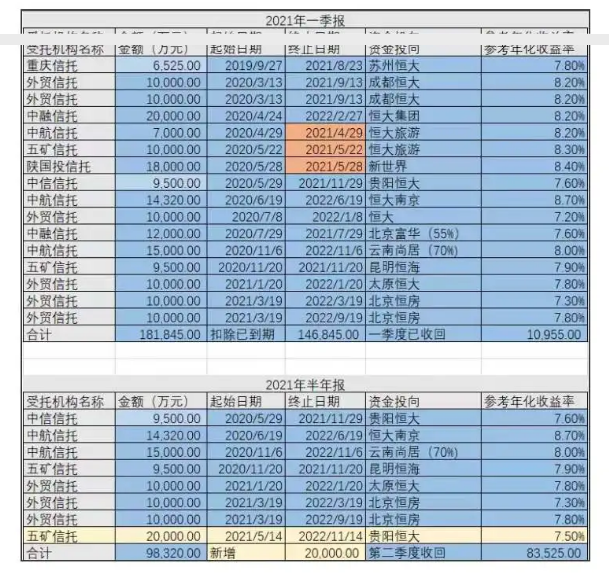 2021年一季报
受托机构名称 金额（万元） 起始日期 终止日期 资金投向 参考年化收益率
重庆信托 6,525.00 2019/9/27 2021/8/23 苏州恒大 7.80%
外贸信托 10,000.00 2020/3/13 2021/9/13 成都恒大 8.20%
外贸信托 10,000.00 2020/3/13 2021/9/13 成都恒大 8.20%
中融信托 20,000.00 2020/4/24 2022/2/27 恒大集团 8.20%
中航信托 7,000.00 2020/4/29 2021/4/29 恒大旅游 8.20%
五矿信托 10,000.00 2020/5/22 2021/5/22 恒大旅游 8.30%
陕国投信托 18,000.00 2020/5/28 2021/5/28 新世界 8.40%
中信信托 9,500.00 2020/5/29 2021/11/29 贵阳恒大 7.60%
中航信托 14,320.00 2020/6/19 2022/6/19 恒大南京 8.70%
外贸信托 10,000.00 2020/7/8 2022/1/8 恒大 7.20%
中融信托 12,000.00 2020/7/29 2021/7/29 北京富华（55%） 7.60%
中航信托 15,000.00 2020/11/6 2022/11/6 云南尚居（70%） 8.00%
五矿信托 9,500.00 2020/11/20 2021/11/20 昆明恒海 7.90%
外贸信托 10,000.00 2021/1/20 2022/1/20 太原恒大 7.80%
外贸信托 10,000.00 2021/3/19 2022/3/19 北京恒房 7.30%
外贸信托 10,000.00 2021/3/19 2022/9/19 北京恒房 7.80%
合计 181,845.00 扣除已到期 146,845.00 一季度已收回 10,955.00
2021年半年报
受托机构名称 金额（万元） 起始日期 终止日期 资金投向 参考年化收益率
中信信托 9,500.00 2020/5/29 2021/11/29 贵阳恒大 7.60%
中航信托 14,320.00 2020/6/19 2022/6/19 恒大南京 8.70%
中航信托 15,000.00 2020/11/6 2022/11/6 云南尚居（70%） 8.00%
五矿信托 9,500.00 2020/11/20 2021/11/20 昆明恒海 7.90%
外贸信托 10,000.00 2021/1/20 2022/1/20 太原恒大 7.80%
外贸信托 10,000.00 2021/3/19 2022/3/19 北京恒房 7.30%
外贸信托 10,000.00 2021/3/19 2022/9/19 北京恒房 7.80%
五矿信托 20,000.00 2021/5/14 2022/11/14 贵阳恒大 7.50%
合计 98,320.00 新增 20,000.00 第二季度收回 83,525.00